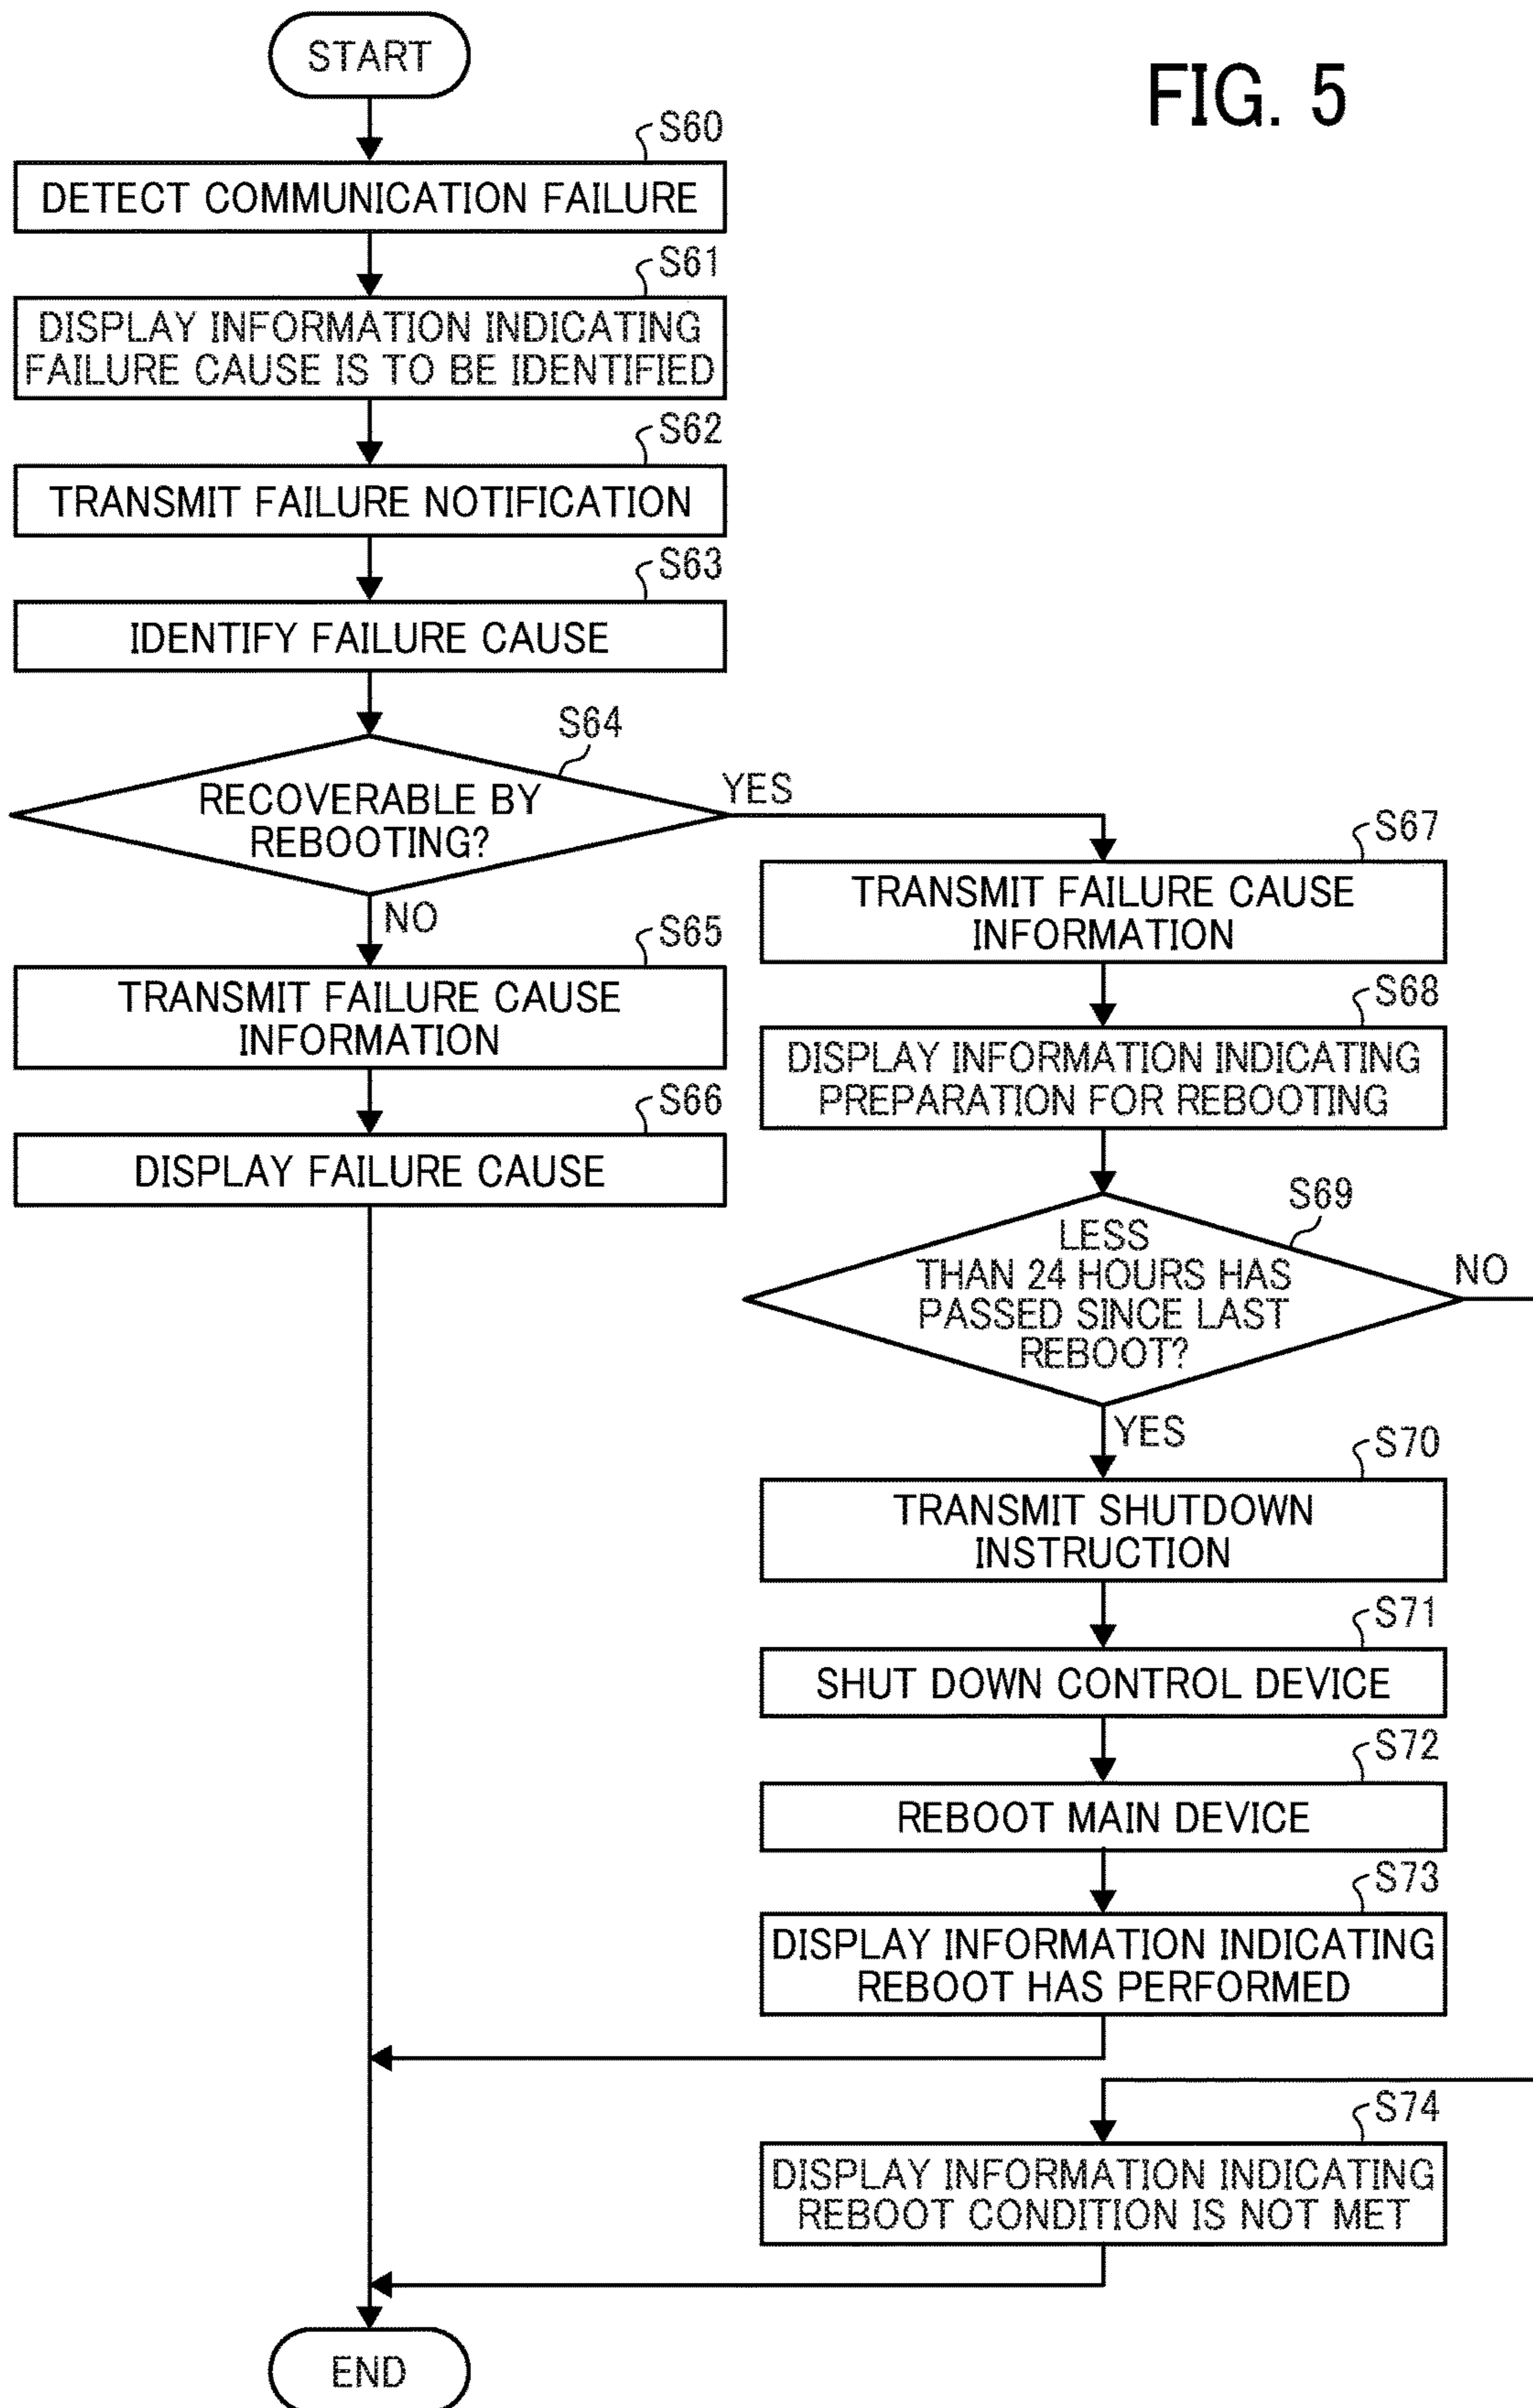 FIG. 5
START
S60
DETECT COMMUNICATION FAILURE
S61
DISPLAY INFORMATION INDICATING
FAILURE CAUSE IS TO BE IDENTIFIED
S62
TRANSMIT FAILURE NOTIFICATION
S63
IDENTIFY FAILURE CAUSE
S64
RECOVERABLE BY
REBOOTING?
YES
NO
S65
TRANSMIT FAILURE CAUSE
INFORMATION
S66
DISPLAY FAILURE CAUSE
S67
TRANSMIT FAILURE CAUSE
INFORMATION
S68
DISPLAY INFORMATION INDICATING
PREPARATION FOR REBOOTING
S69
LESS
THAN 24 HOURS HAS
PASSED SINCE LAST
REBOOT?
NO
YES
S70
TRANSMIT SHUTDOWN
INSTRUCTION
S71
SHUT DOWN CONTROL DEVICE
S72
REBOOT MAIN DEVICE
S73
DISPLAY INFORMATION INDICATING
REBOOT HAS PERFORMED
S74
DISPLAY INFORMATION INDICATING
REBOOT CONDITION IS NOT MET
END